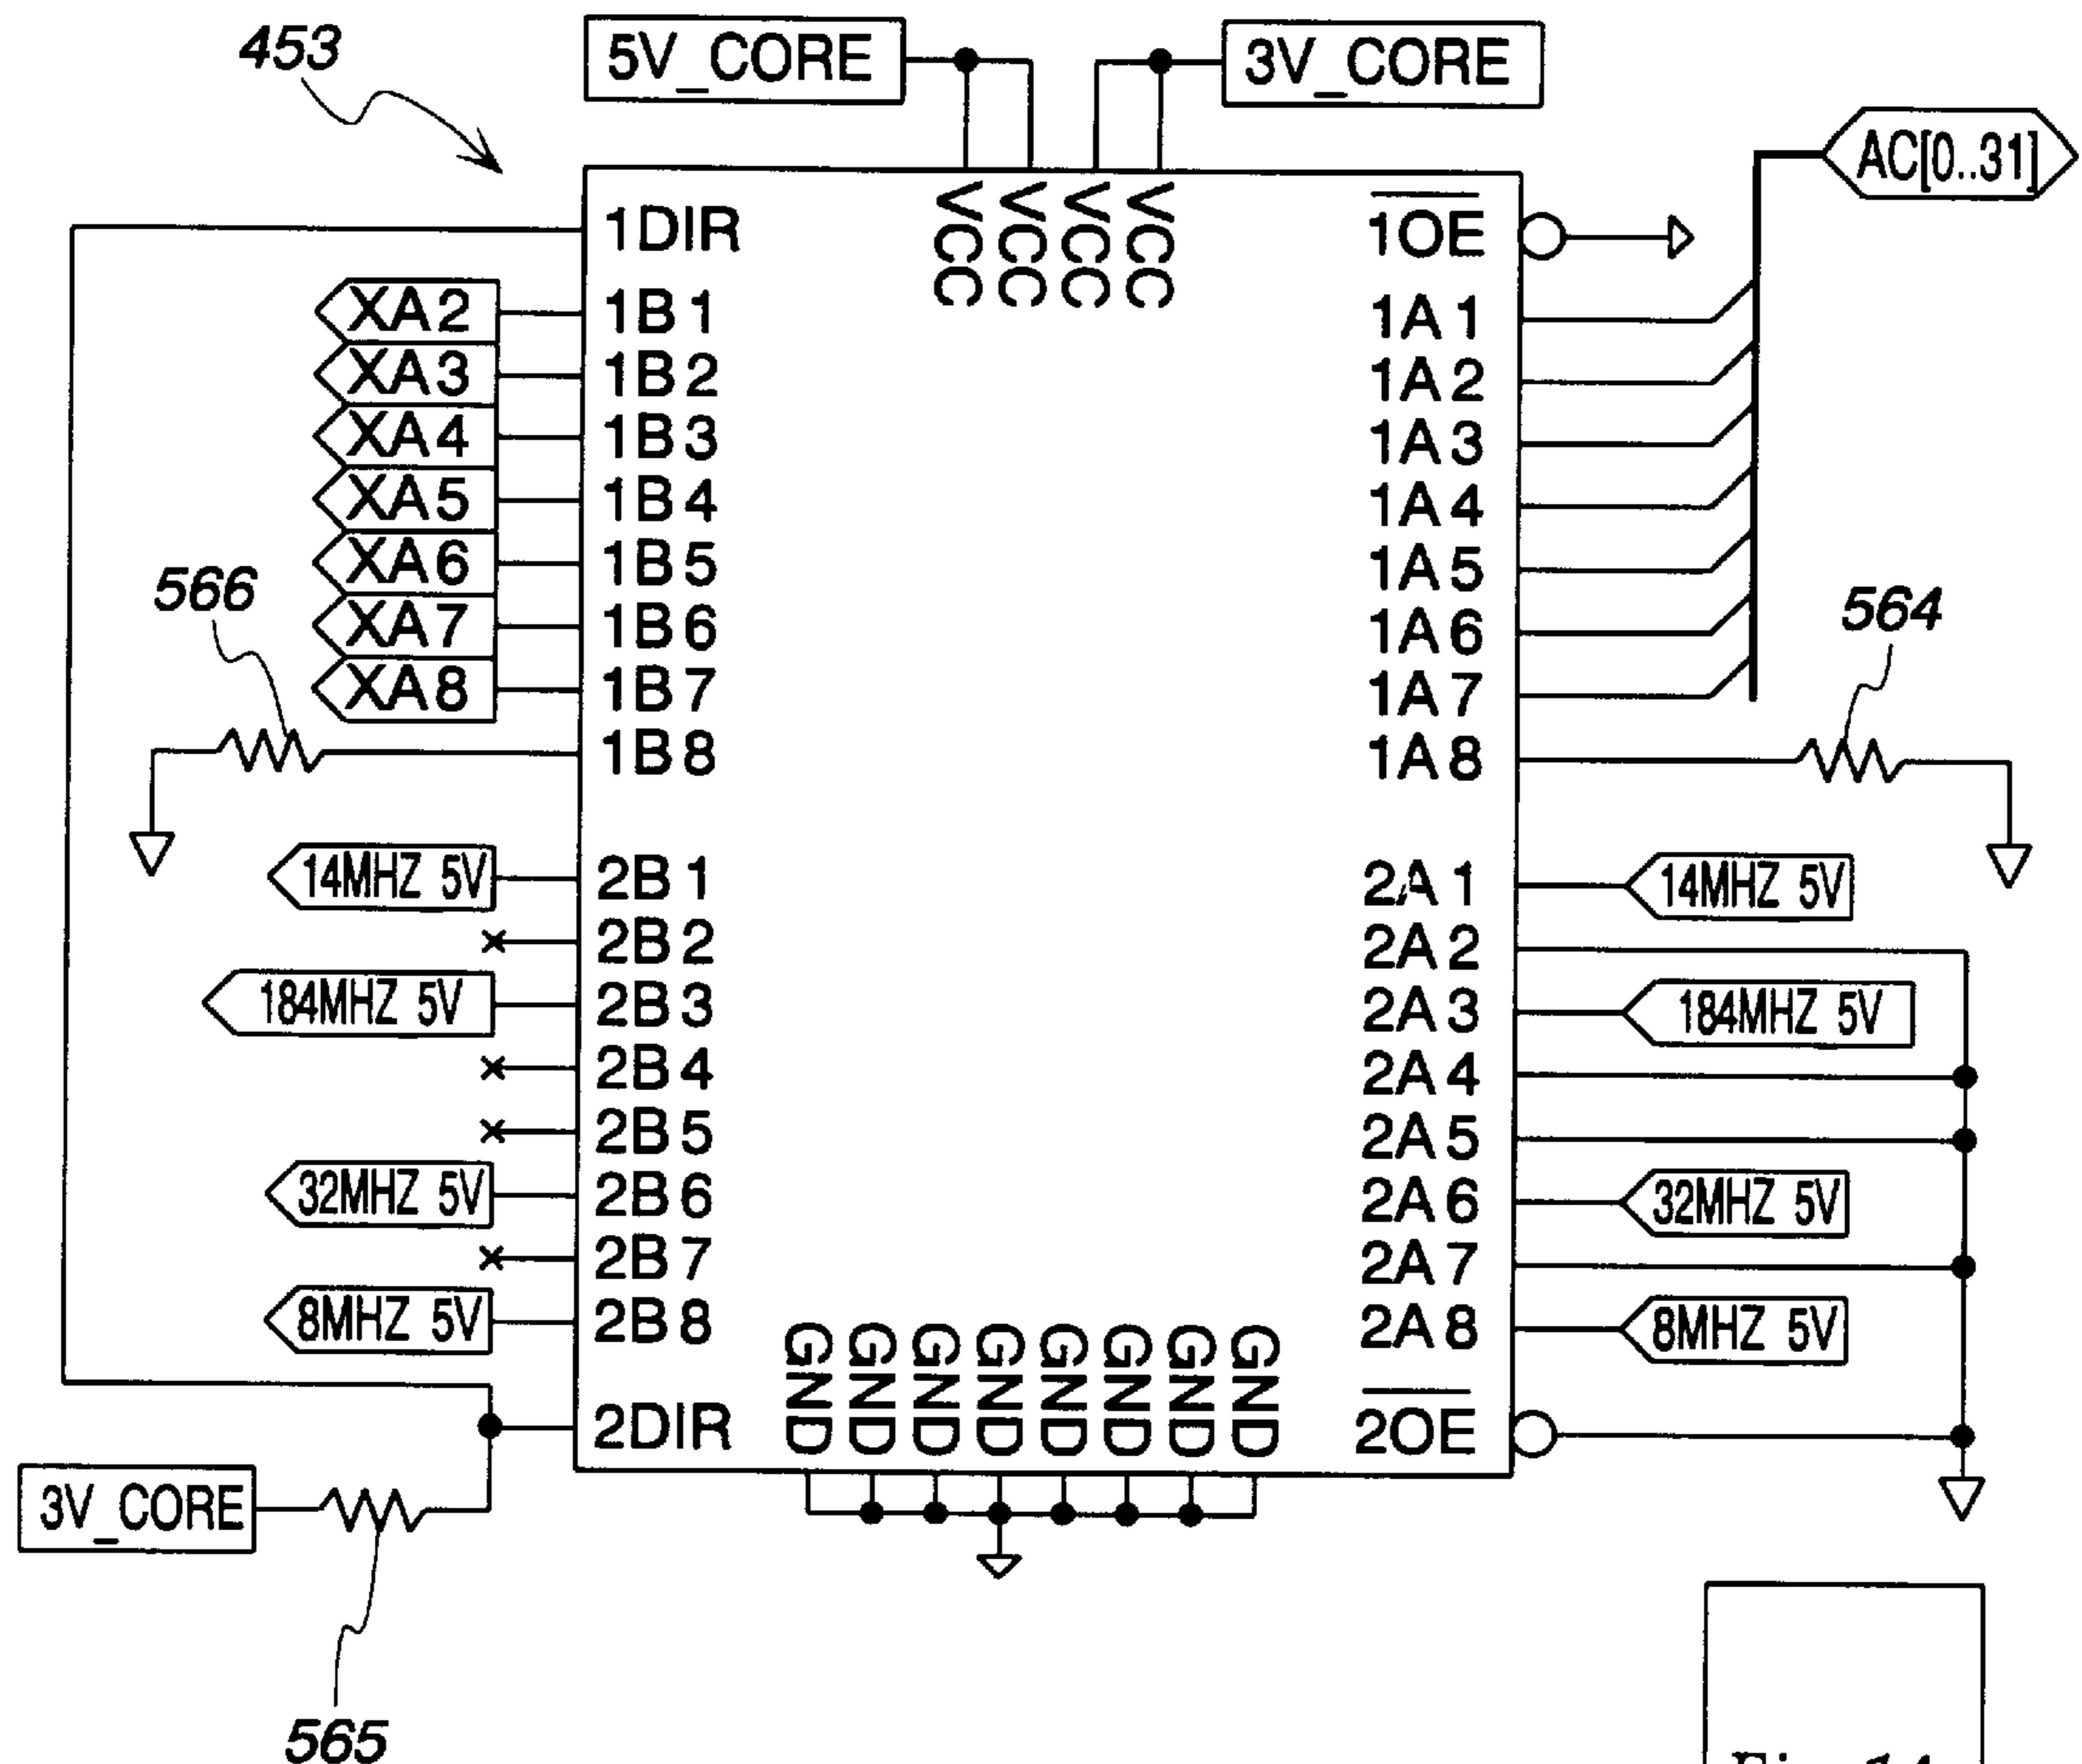 453
5V_CORE
3V_CORE
AC[0..31]
VCC
VCC
VCC
VCC
1DIR
1OE
XA2
1B1
1A1
XA3
1B2
1A2
XA4
1B3
1A3
XA5
1B4
1A4
XA6
1B5
1A5
566
564
XA7
1B6
1A6
XA8
1B7
1A7
1B8
1A8
14MHZ 5V
2B1
2A1
14MHZ 5V
2B2
2A2
184MHZ 5V
2B3
2A3
184MHZ 5V
2B4
2A4
2B5
2A5
32MHZ 5V
2B6
2A6
32MHZ 5V
2B7
2A7
8MHZ 5V
2B8
2A8
8MHZ 5V
GND
GND
GND
GND
GND
GND
GND
GND
2DIR
2OE
3V_CORE
565